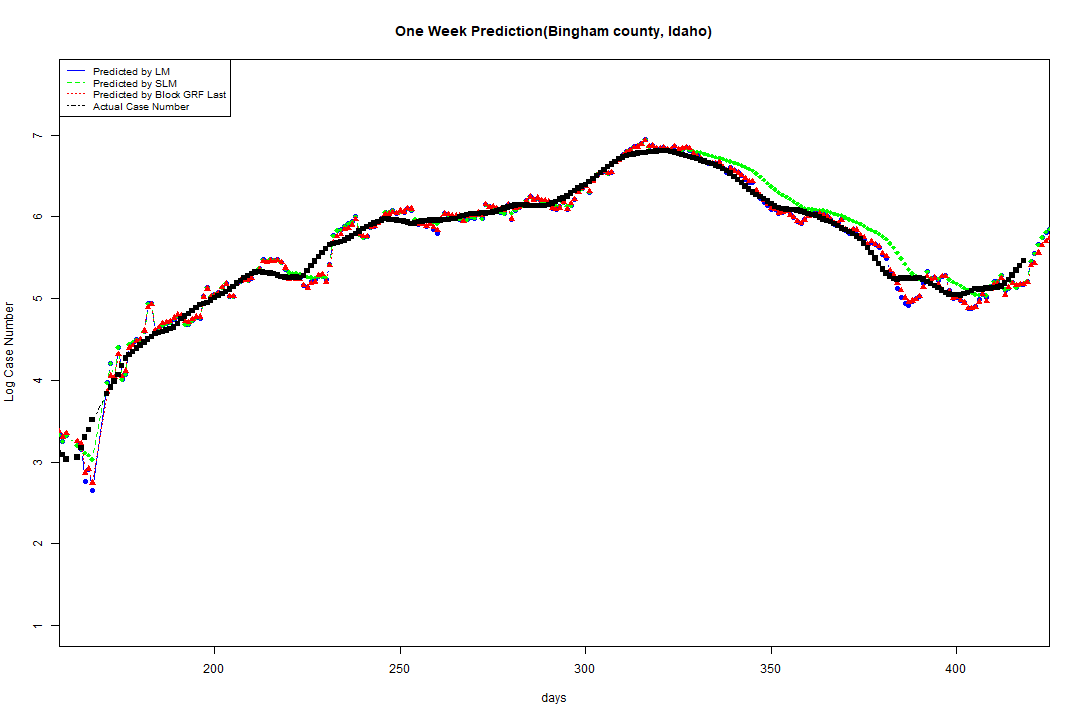 One Week Prediction(Bingham county, Idaho)
Predicted by LM
Predicted by SLM
Predicted by Block GRF Last
Actual Case Number
7
6
5
4
3
2
1
Log Case Number
200 250 300 350 400
days